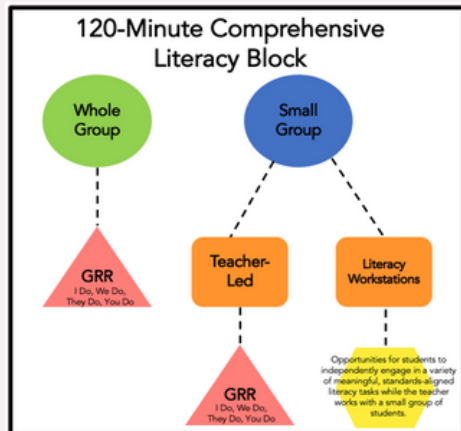 120-Minute Comprehensive
Literacy Block
Whole
Group
Small
Group
GRR
I Do, We Do,
They Do, You Do
Teacher-
Led
Literacy
Workstations
GRR
I Do, We Do,
They Do, You Do
Opportunities for students to
independently engage in a variety
of meaningful, standards-aligned
literacy tasks while the teacher
works with a small group of
students.